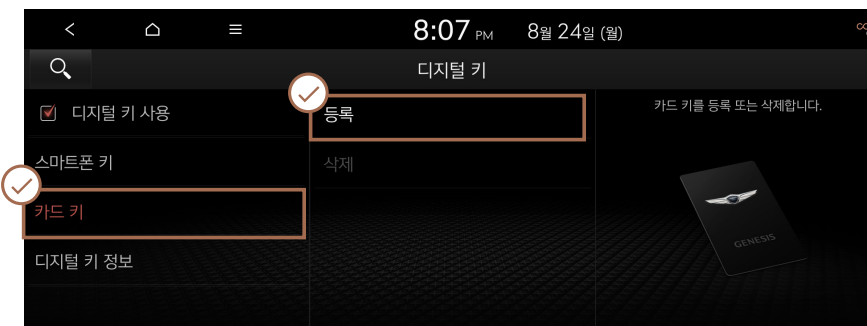 8:07 PM 8월 24일 (월)
디지털 키
디지털 키 사용
스마트폰 키
카드 키
디지털 키 정보
등록
삭제
카드 키를 등록 또는 삭제합니다.
GENESIS